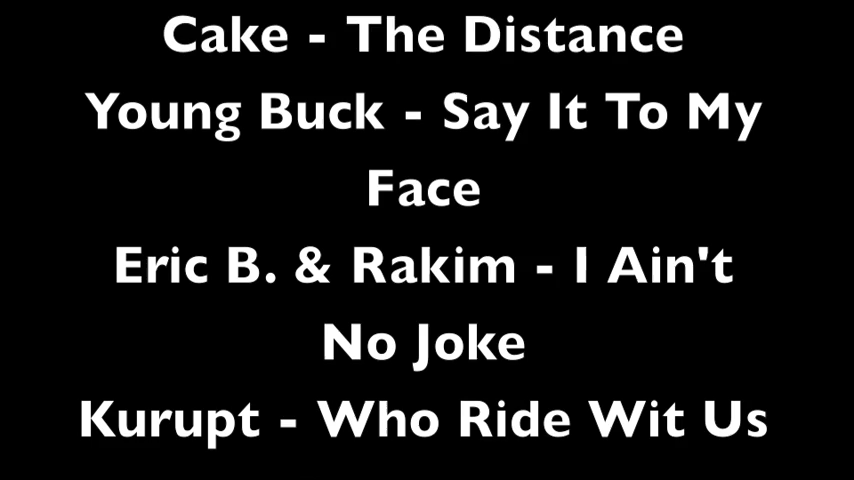 Cake - The Distance
Young Buck - Say It To My
Face
Eric B. & Rakim - I Ain't
No Joke
Kurupt - Who Ride Wit Us